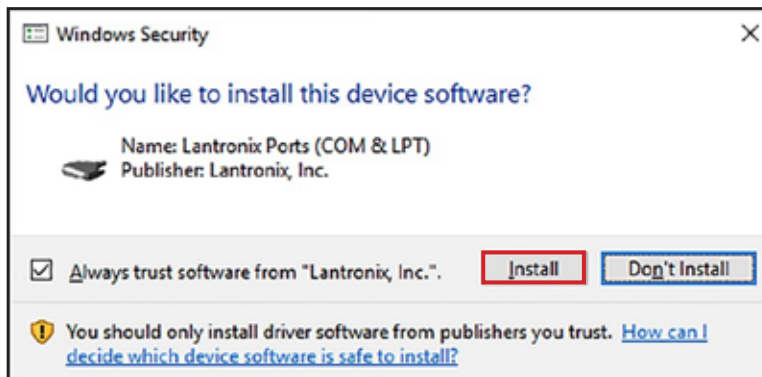 Windows Security
Would you like to install this device software?
Name: Lantronix Ports (COM & LPT)
Publisher: Lantronix, Inc.
Always trust software from "Lantronix, Inc.".
Install
Don't Install
You should only install driver software from publishers you trust. How can I
decide which device software is safe to install?